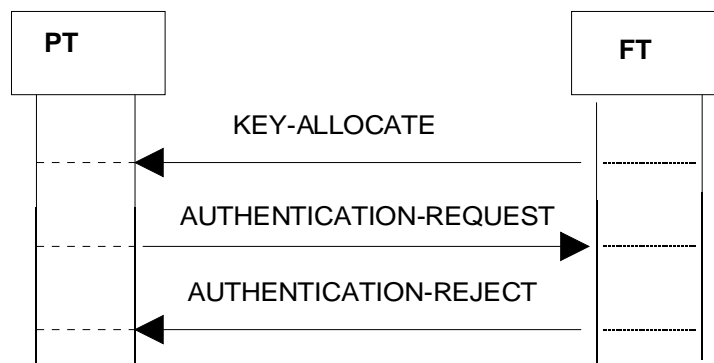 PT
FT
KEY-ALLOCATE
AUTHENTICATION-REQUEST
AUTHENTICATION-REJECT